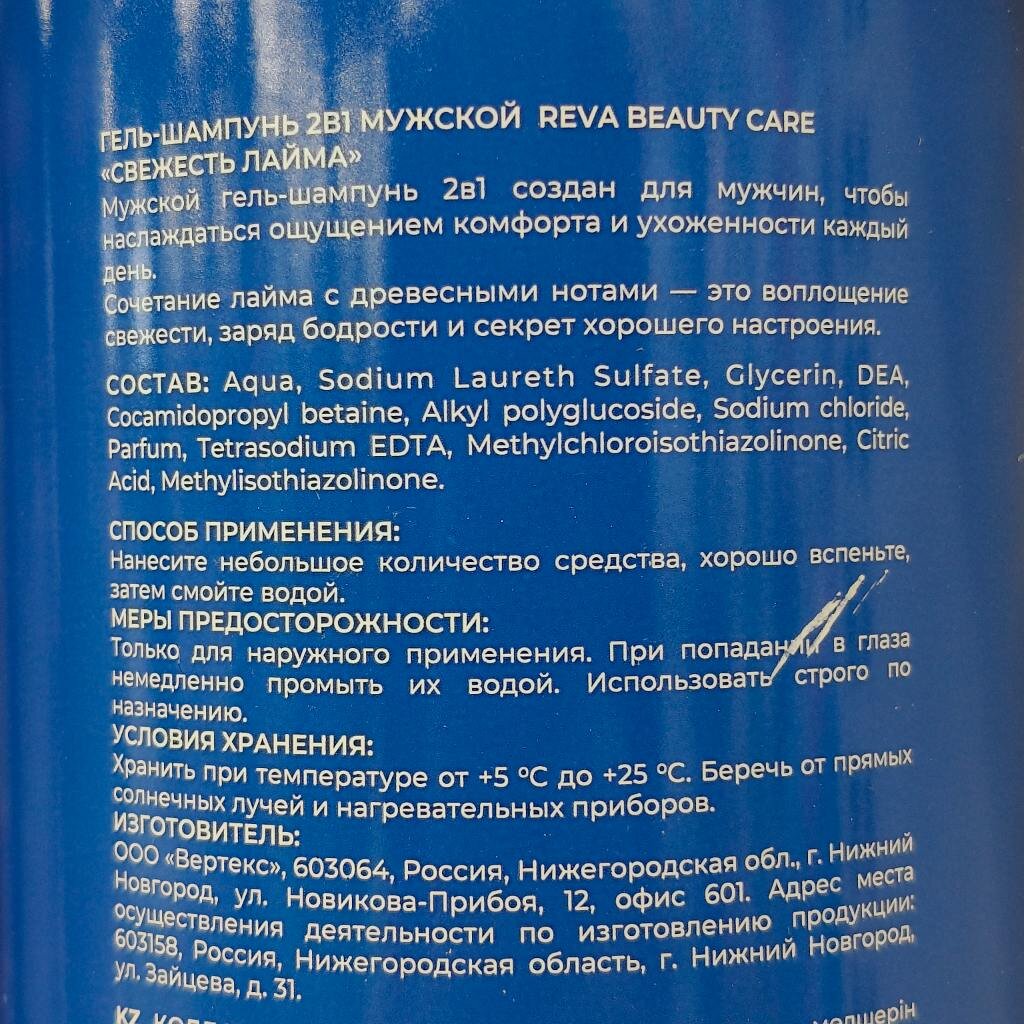 ГЕЛЬ-ШАМПУНЬ 2В1 МУЖСКОЙ REVA BEAUTY CARE
«СВЕЖЕСТЬ ЛАЙМА»
Мужской гель-шампунь 2в1 создан для мужчин, чтобы
наслаждаться ощущением комфорта и ухоженности каждый
день.
Сочетание лайма с древесными нотами — это воплощение
свежести, заряд бодрости и секрет хорошего настроения.
СОСТАВ: Aqua, Sodium Laureth Sulfate, Glycerin, DEA,
Cocamidopropyl betaine, Alkyl polyglucoside, Sodium chloride,
Parfum, Tetrasodium EDTA, Methylchloroisothiazolinone, Citric
Acid, Methylisothiazolinone.
СПОСОБ ПРИМЕНЕНИЯ:
Нанесите небольшое количество средства, хорошо вспеньте,
затем смойте водой.
МЕРЫ ПРЕДОСТОРОЖНОСТИ:
Только для наружного применения. При попадании в глаза
немедленно промыть их водой. Использовать строго по
назначению.
УСЛОВИЯ ХРАНЕНИЯ:
Хранить при температуре от +5 °С до +25 °С. Беречь от прямых
солнечных лучей и нагревательных приборов.
ИЗГОТОВИТЕЛЬ:
ООО «Вертекс», 603064, Россия, Нижегородская обл., г. Нижний
Новгород, ул. Новикова-Прибоя, 12, офис 601. Адрес места
осуществления деятельности по изготовлению продукции:
603158, Россия, Нижегородская область, г. Нижний Новгород,
ул. Зайцева, д. 31.
KZ